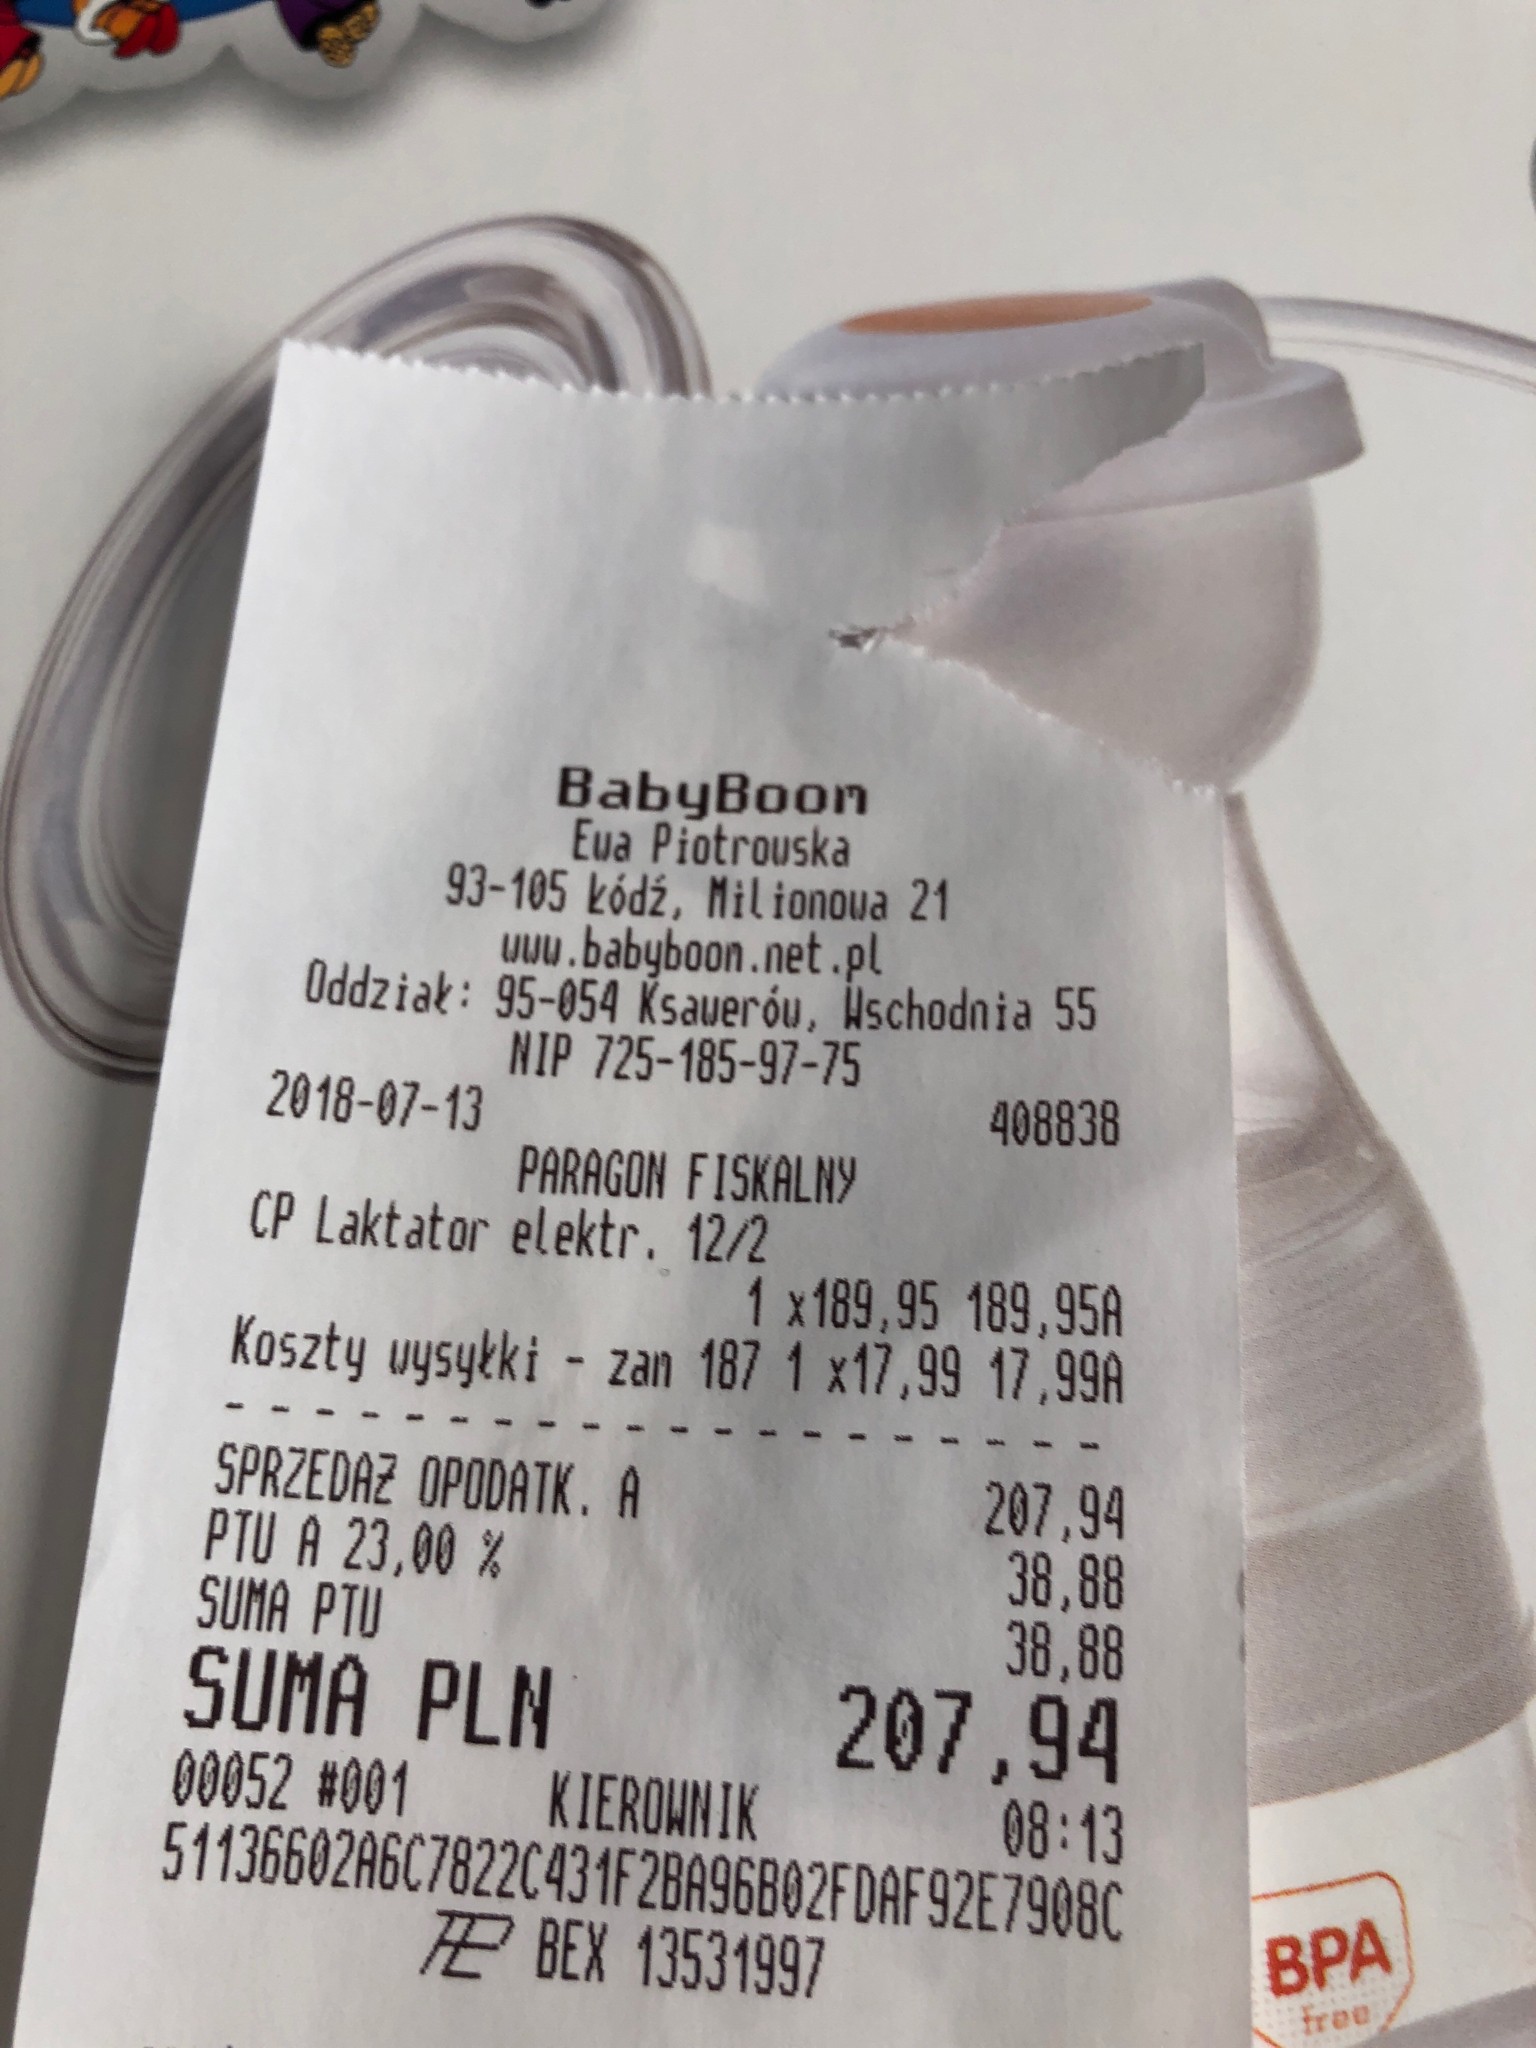 BabyBoom
Ewa Piotrowska
93-105 Łódź, Milionowa 21
www.babyboom.net.pl
Oddział: 95-054 Ksawerów, Wschodnia 55
NIP 725-185-97-75
2018-07-13 408838
PARAGON FISKALNY
CP Laktator elektr. 12/2
1 x189,95 189,95A
Koszty wysyłki - zam 187 1 x17,99 17,99A
- - - - - - - - - - - - - - - - - - - -
SPRZEDAŻ OPODATK. A 207,94
PTU A 23,00 % 38,88
SUMA PTU 38,88
SUMA PLN 207,94
00052 #001 KIEROWNIK 08:13
51136602A6C7822C431F2BA96B02FDAF92E7908C
BEX 13531997
BPA
free